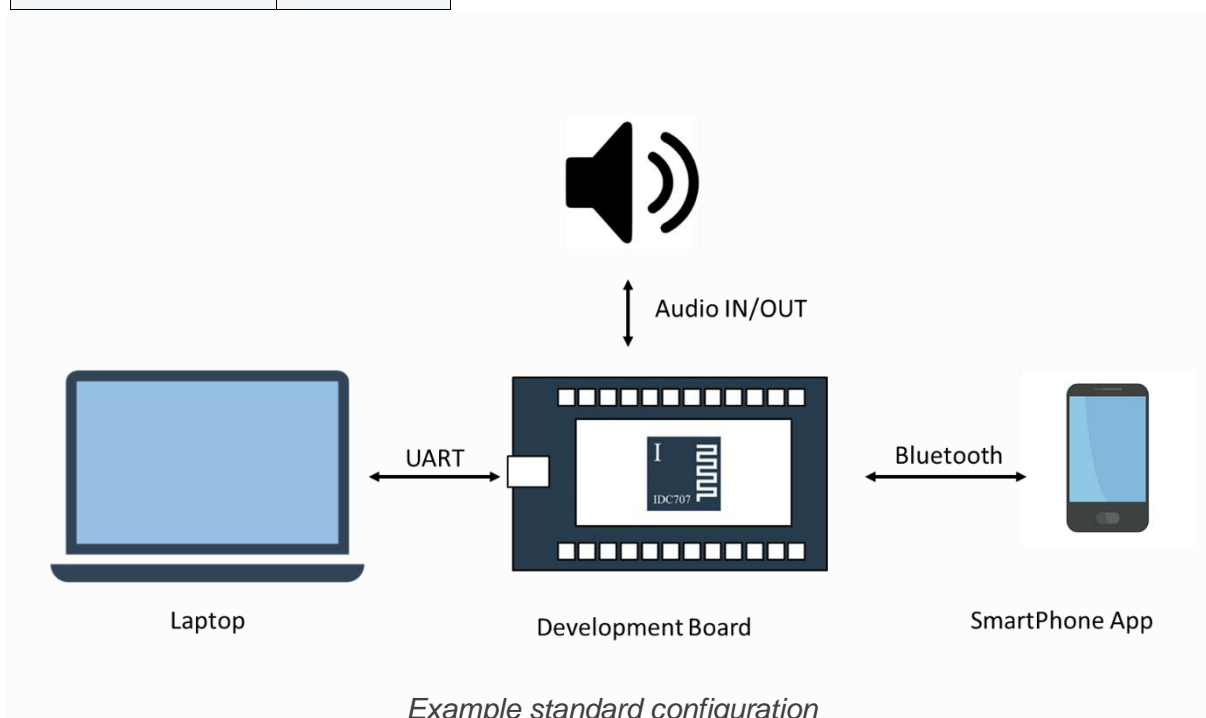 Audio IN/OUT
UART
Bluetooth
I
IDC707
Laptop
Development Board
SmartPhone App
Example standard configuration